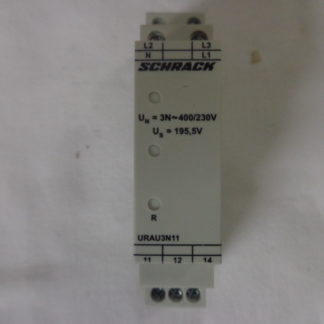 L2 L3
N L1
SCHRACK
UN = 3N~400/230V
US = 195,5V
R
URAU3N11
11 12 14